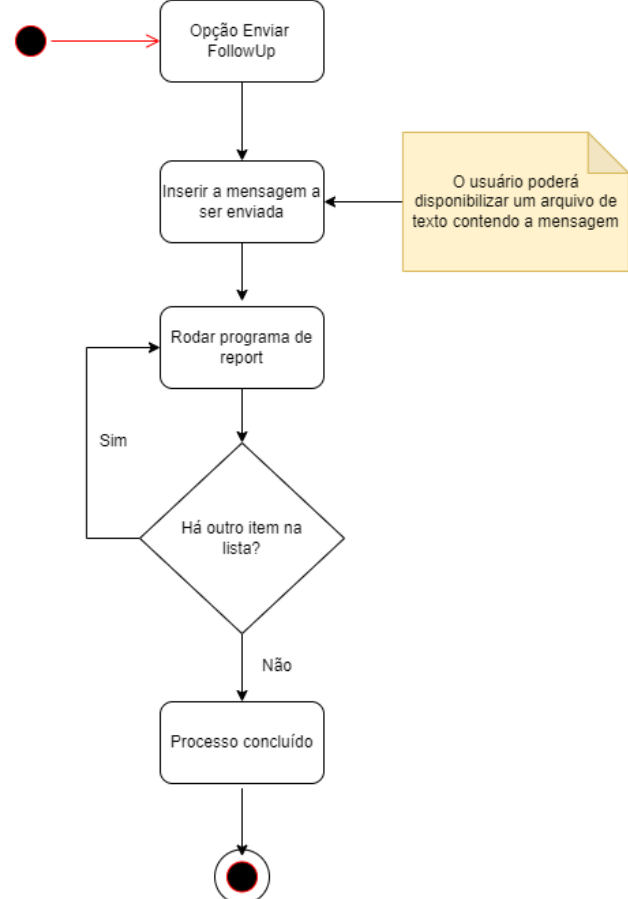 Opção Enviar
FollowUp
Inserir a mensagem a
ser enviada
O usuário poderá
disponibilizar um arquivo de
texto contendo a mensagem
Rodar programa de
report
Sim
Há outro item na
lista?
Não
Processo concluído